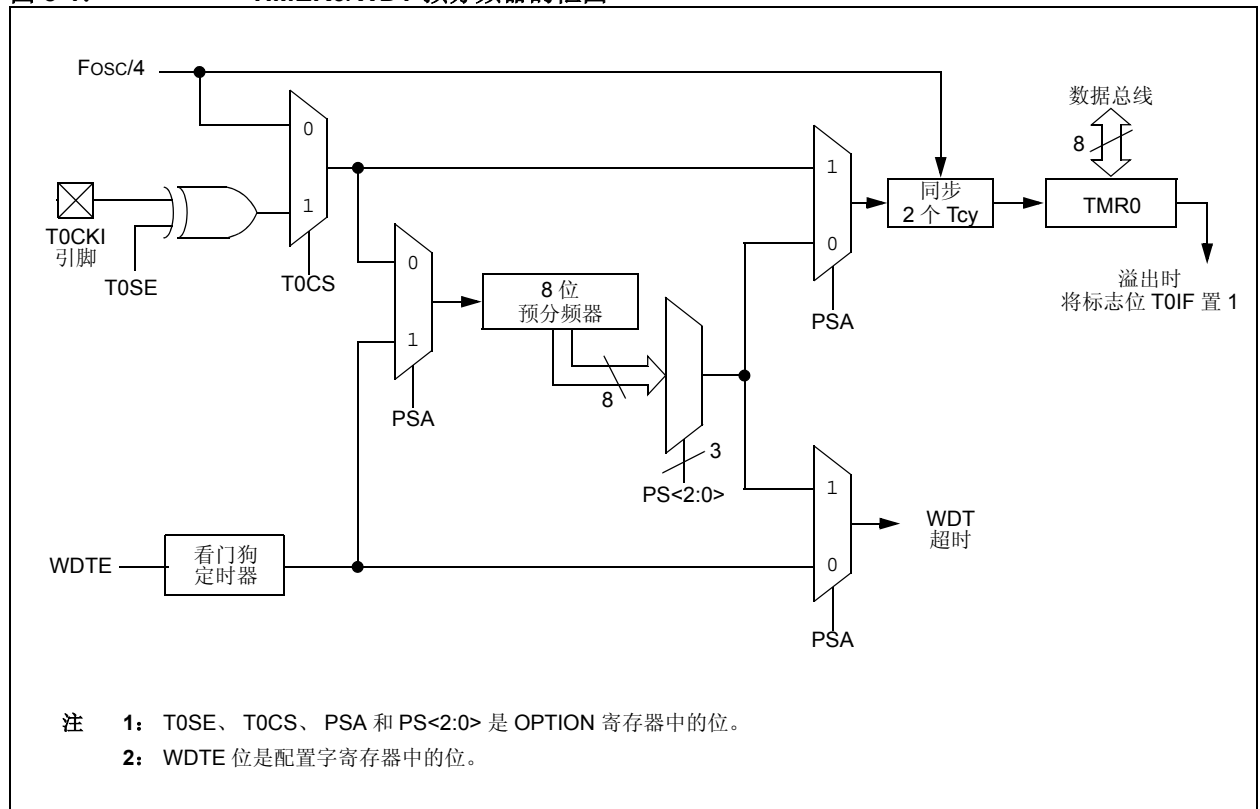 Fosc/4
数据总线
8
0
1
T0CKI
引脚
T0SE
T0CS
0
1
PSA
8 位
预分频器
8
3
PS<2:0>
1
0
PSA
同步
2 个 Tcy
TMR0
溢出时
将标志位 T0IF 置 1
WDTE
看门狗
定时器
1
0
PSA
WDT
超时
注 1： T0SE、 T0CS、 PSA 和 PS<2:0> 是 OPTION 寄存器中的位。
2： WDTE 位是配置字寄存器中的位。